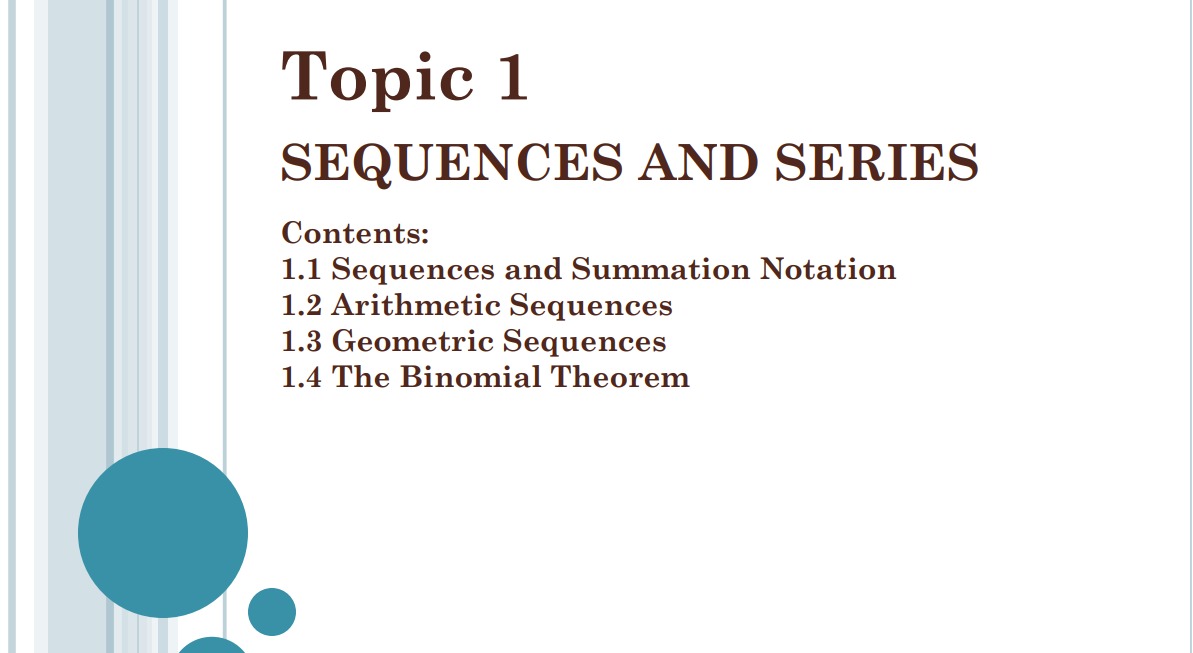 Topic 1
SEQUENCES AND SERIES
Contents:
1.1 Sequences and Summation Notation
1.2 Arithmetic Sequences
1.3 Geometric Sequences
1.4 The Binomial Theorem